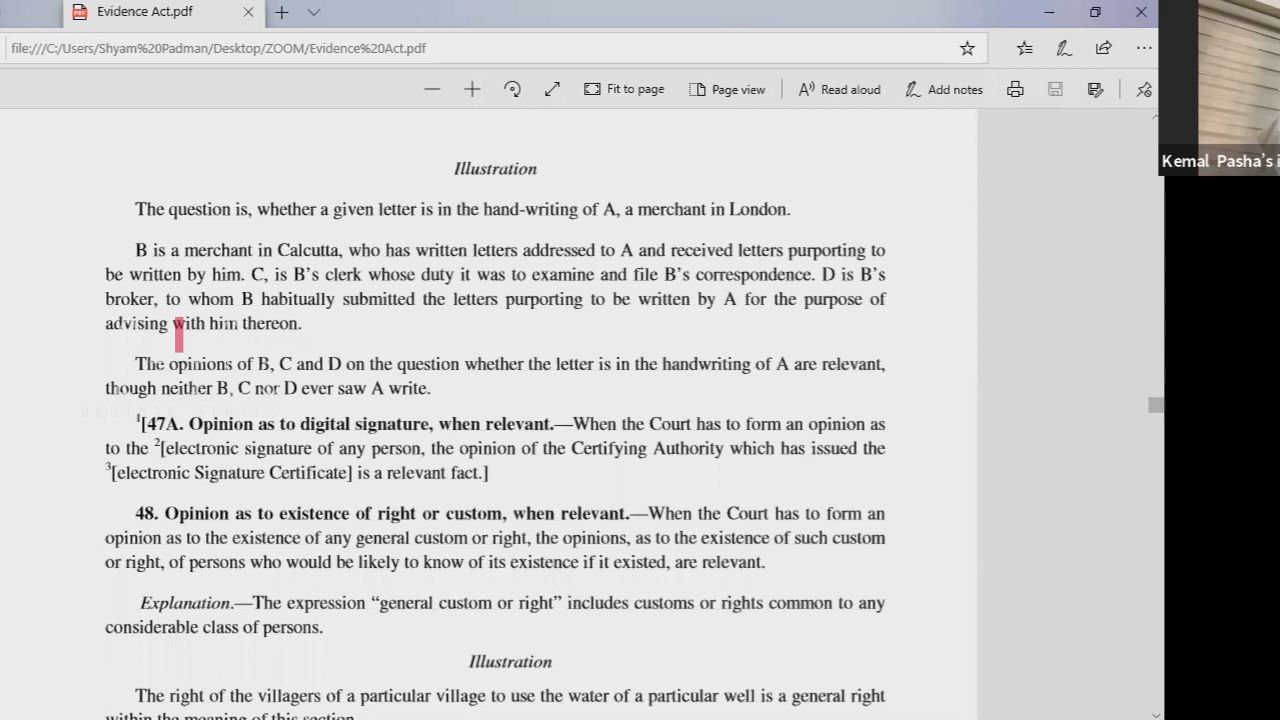 Evidence Act.pdf
file:///C:/Users/Shyam%20Padman/Desktop/ZOOM/Evidence%20Act.pdf
Fit to page
Page view
Read aloud
Add notes
Kemal Pasha's i
Illustration
The question is, whether a given letter is in the hand-writing of A, a merchant in London.
B is a merchant in Calcutta, who has written letters addressed to A and received letters purporting to
be written by him. C, is B's clerk whose duty it was to examine and file B's correspondence. D is B's
broker, to whom B habitually submitted the letters purporting to be written by A for the purpose of
advising with him thereon.
The opinions of B, C and D on the question whether the letter is in the handwriting of A are relevant,
though neither B, C nor D ever saw A write.
1[47A. Opinion as to digital signature, when relevant.—When the Court has to form an opinion as
to the 2[electronic signature of any person, the opinion of the Certifying Authority which has issued the
3[electronic Signature Certificate] is a relevant fact.]
48. Opinion as to existence of right or custom, when relevant.—When the Court has to form an
opinion as to the existence of any general custom or right, the opinions, as to the existence of such custom
or right, of persons who would be likely to know of its existence if it existed, are relevant.
Explanation.—The expression “general custom or right” includes customs or rights common to any
considerable class of persons.
Illustration
The right of the villagers of a particular village to use the water of a particular well is a general right
within the meaning of this section.